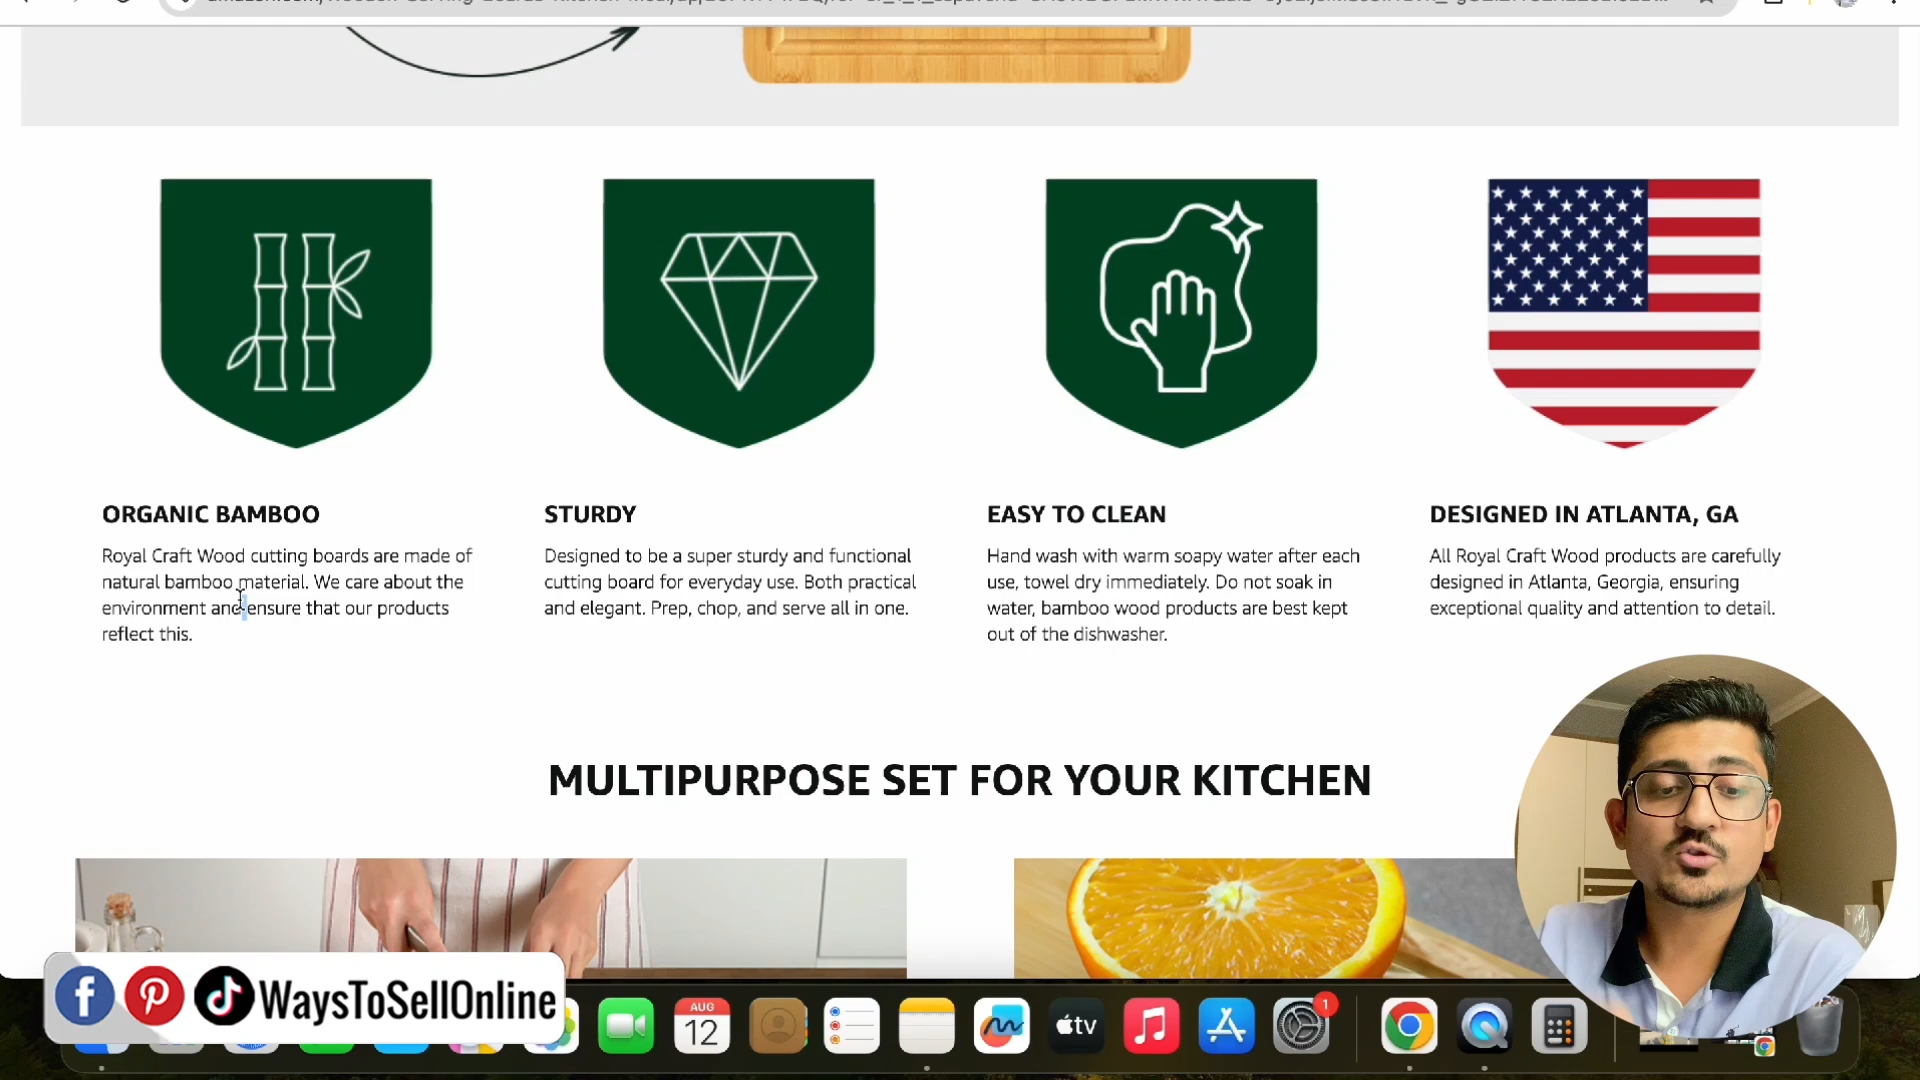 ORGANIC BAMBOO
Royal Craft Wood cutting boards are made of
natural bamboo material. We care about the
environment and ensure that our products
reflect this.
STURDY
Designed to be a super sturdy and functional
cutting board for everyday use. Both practical
and elegant. Prep, chop, and serve all in one.
EASY TO CLEAN
Hand wash with warm soapy water after each
use, towel dry immediately. Do not soak in
water, bamboo wood products are best kept
out of the dishwasher.
DESIGNED IN ATLANTA, GA
All Royal Craft Wood products are carefully
designed in Atlanta, Georgia, ensuring
exceptional quality and attention to detail.
MULTIPURPOSE SET FOR YOUR KITCHEN
WaysToSellOnline
AUG
12
tv
1